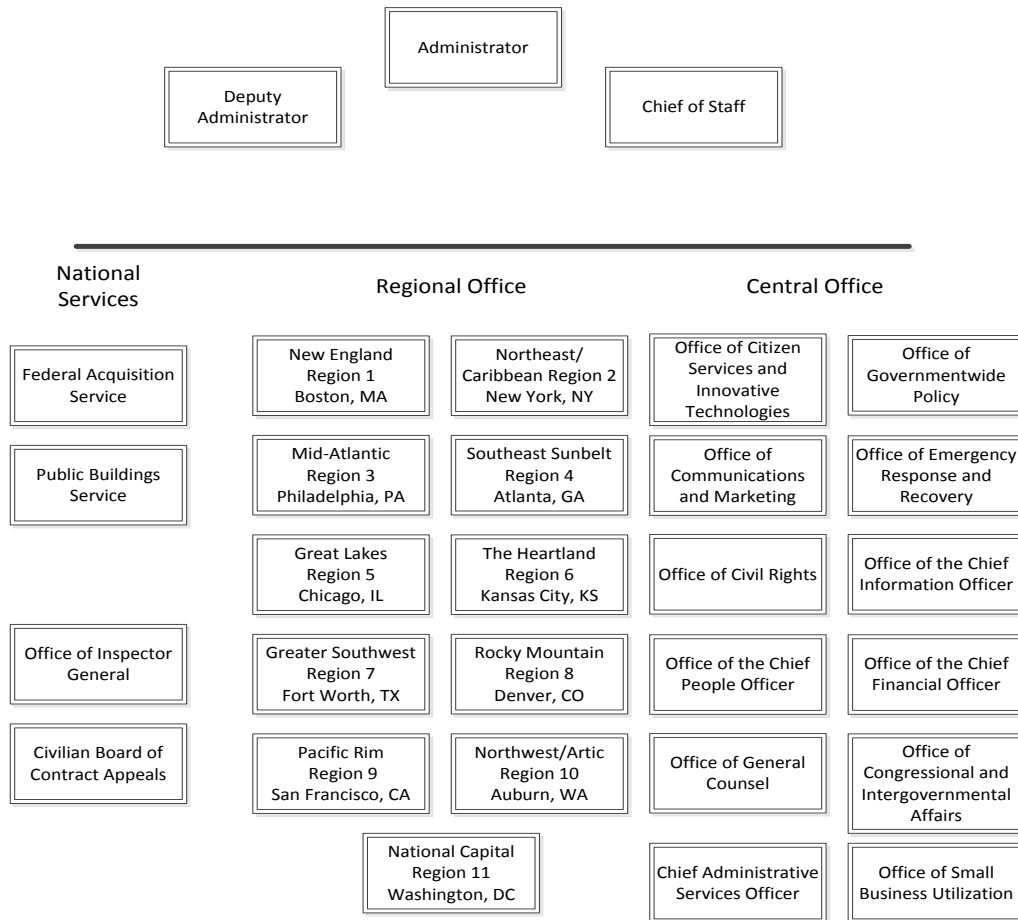 Administrator
Deputy
Administrator
Chief of Staff
National
Services
Regional Office
Central Office
Federal Acquisition
Service
Public Buildings
Service
Office of Inspector
General
Civilian Board of
Contract Appeals
New England
Region 1
Boston, MA
Northeast/
Caribbean Region 2
New York, NY
Mid-Atlantic
Region 3
Philadelphia, PA
Southeast Sunbelt
Region 4
Atlanta, GA
Great Lakes
Region 5
Chicago, IL
The Heartland
Region 6
Kansas City, KS
Greater Southwest
Region 7
Fort Worth, TX
Rocky Mountain
Region 8
Denver, CO
Pacific Rim
Region 9
San Francisco, CA
Northwest/Artic
Region 10
Auburn, WA
National Capital
Region 11
Washington, DC
Office of Citizen
Services and
Innovative
Technologies
Office of
Governmentwide
Policy
Office of
Communications
and Marketing
Office of Emergency
Response and
Recovery
Office of Civil Rights
Office of the Chief
Information Officer
Office of the Chief
People Officer
Office of the Chief
Financial Officer
Office of General
Counsel
Office of
Congressional and
Intergovernmental
Affairs
Chief Administrative
Services Officer
Office of Small
Business Utilization